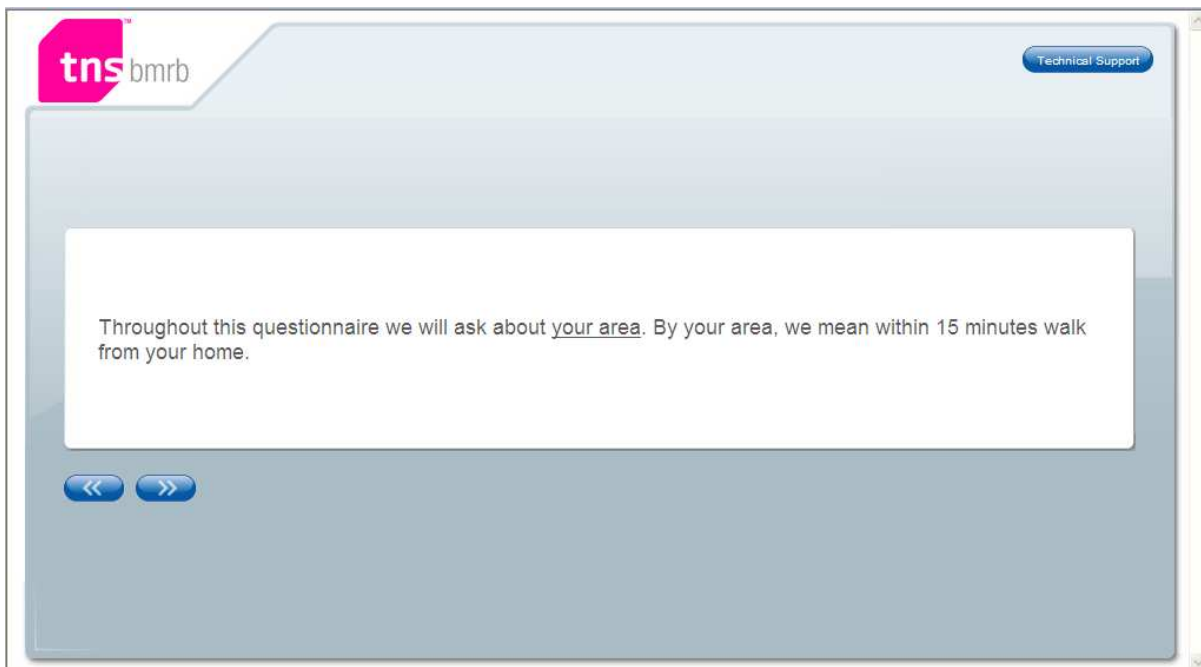 tns bmrb
™
Technical Support
Throughout this questionnaire we will ask about your area. By your area, we mean within 15 minutes walk
from your home.